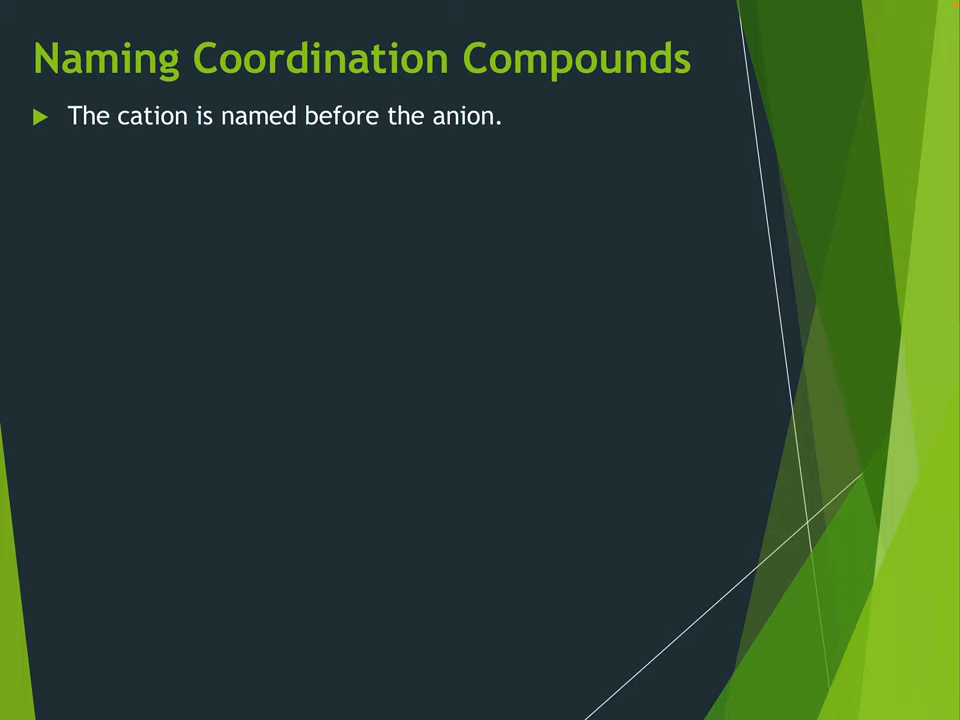 Naming Coordination Compounds
The cation is named before the anion.